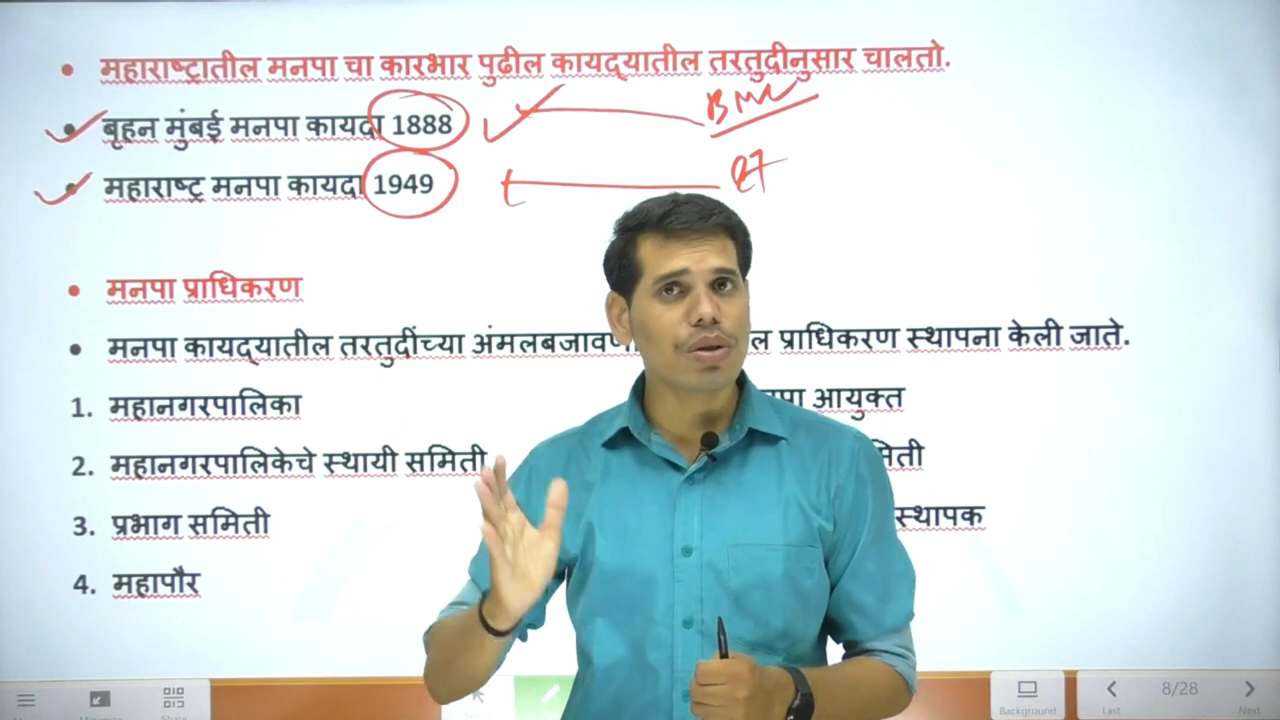 • महाराष्ट्रातील मनपा चा कारभार पुढील कायद्यातील तरतुदीनुसार चालतो.
• बृहन मुंबई मनपा कायदा 1888 BMC
• महाराष्ट्र मनपा कायदा 1949 27
• मनपा प्राधिकरण
• मनपा कायद्यातील तरतुदींच्या प्राधिकरण स्थापना केली जाते.
1. महानगरपालिका आयुक्त
2. महानगरपालिकेचे स्थायी समिती
3. प्रभाग समिती
4. महापौर
Share
Background
Last 8/28 Next